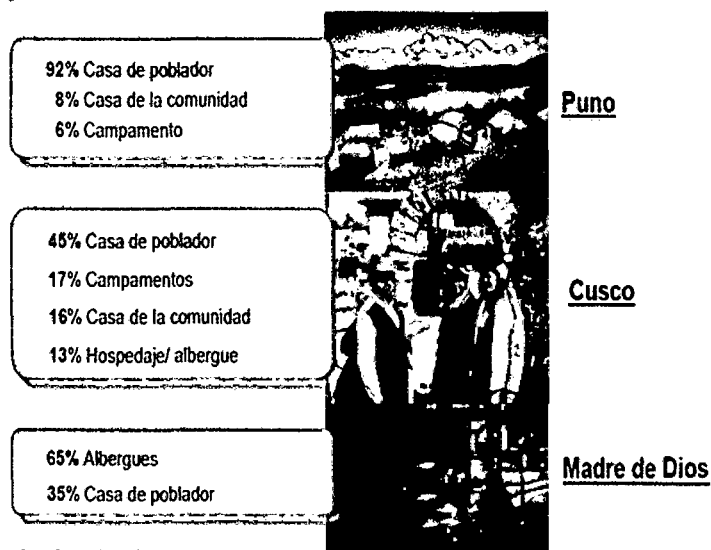 92% Casa de poblador
8% Casa de la comunidad
6% Campamento
Puno
45% Casa de poblador
17% Campamentos
16% Casa de la comunidad
13% Hospedaje/ albergue
Cusco
65% Albergues
35% Casa de poblador
Madre de Dios